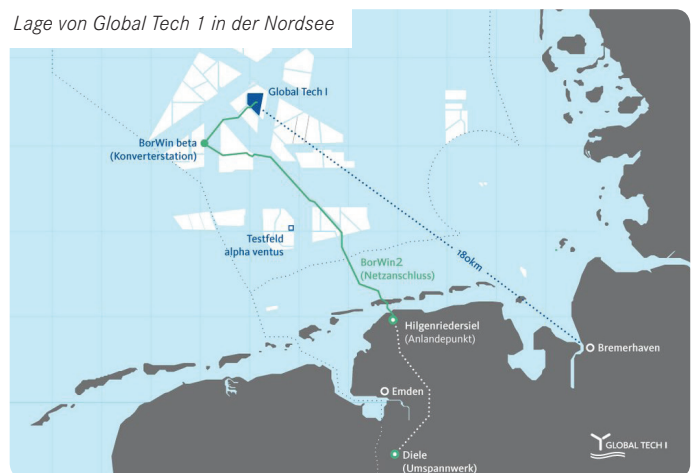 Lage von Global Tech 1 in der Nordsee
Global Tech I
BorWin beta
(Konverterstation)
Testfeld
alpha ventus
180km
BorWin2
(Netzanschluss)
Hilgenriedersiel
(Anlandepunkt)
Bremerhaven
Emden
Diele
(Umspannwerk)
GLOBAL TECH I